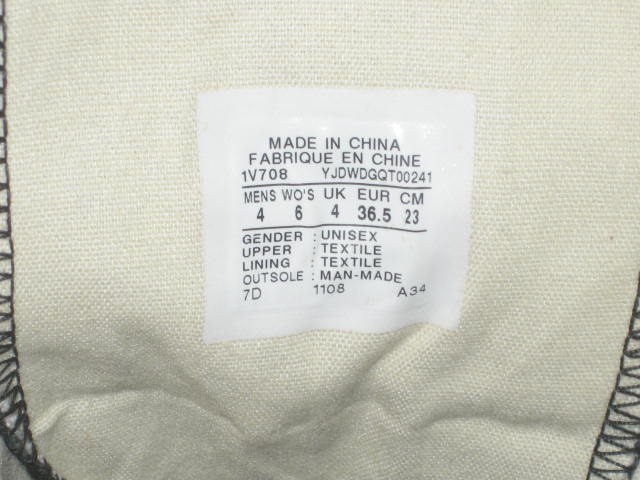 MADE IN CHINA
FABRIQUE EN CHINE
1V708 YJDWDGQT00241
MENS WO'S UK EUR CM
4 6 4 36.5 23
GENDER : UNISEX
UPPER : TEXTILE
LINING : TEXTILE
OUTSOLE : MAN-MADE
7D 1108 A34